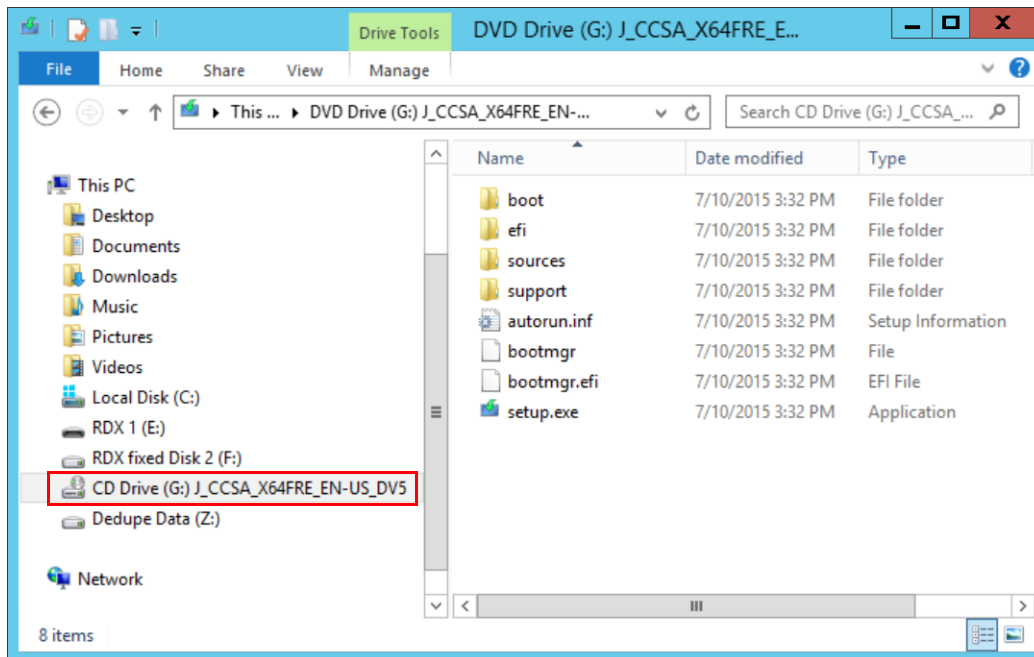 Drive Tools DVD Drive (G:) J_CCSA_X64FRE_E...
File Home Share View Manage
This ... DVD Drive (G:) J_CCSA_X64FRE_EN-... Search CD Drive (G:) J_CCSA_...
Name Date modified Type
This PC
Desktop
Documents
Downloads
Music
Pictures
Videos
Local Disk (C:)
RDX 1 (E:)
RDX fixed Disk 2 (F:)
CD Drive (G:) J_CCSA_X64FRE_EN-US_DV5
Dedupe Data (Z:)
Network
boot 7/10/2015 3:32 PM File folder
efi 7/10/2015 3:32 PM File folder
sources 7/10/2015 3:32 PM File folder
support 7/10/2015 3:32 PM File folder
autorun.inf 7/10/2015 3:32 PM Setup Information
bootmgr 7/10/2015 3:32 PM File
bootmgr.efi 7/10/2015 3:32 PM EFI File
setup.exe 7/10/2015 3:32 PM Application
8 items